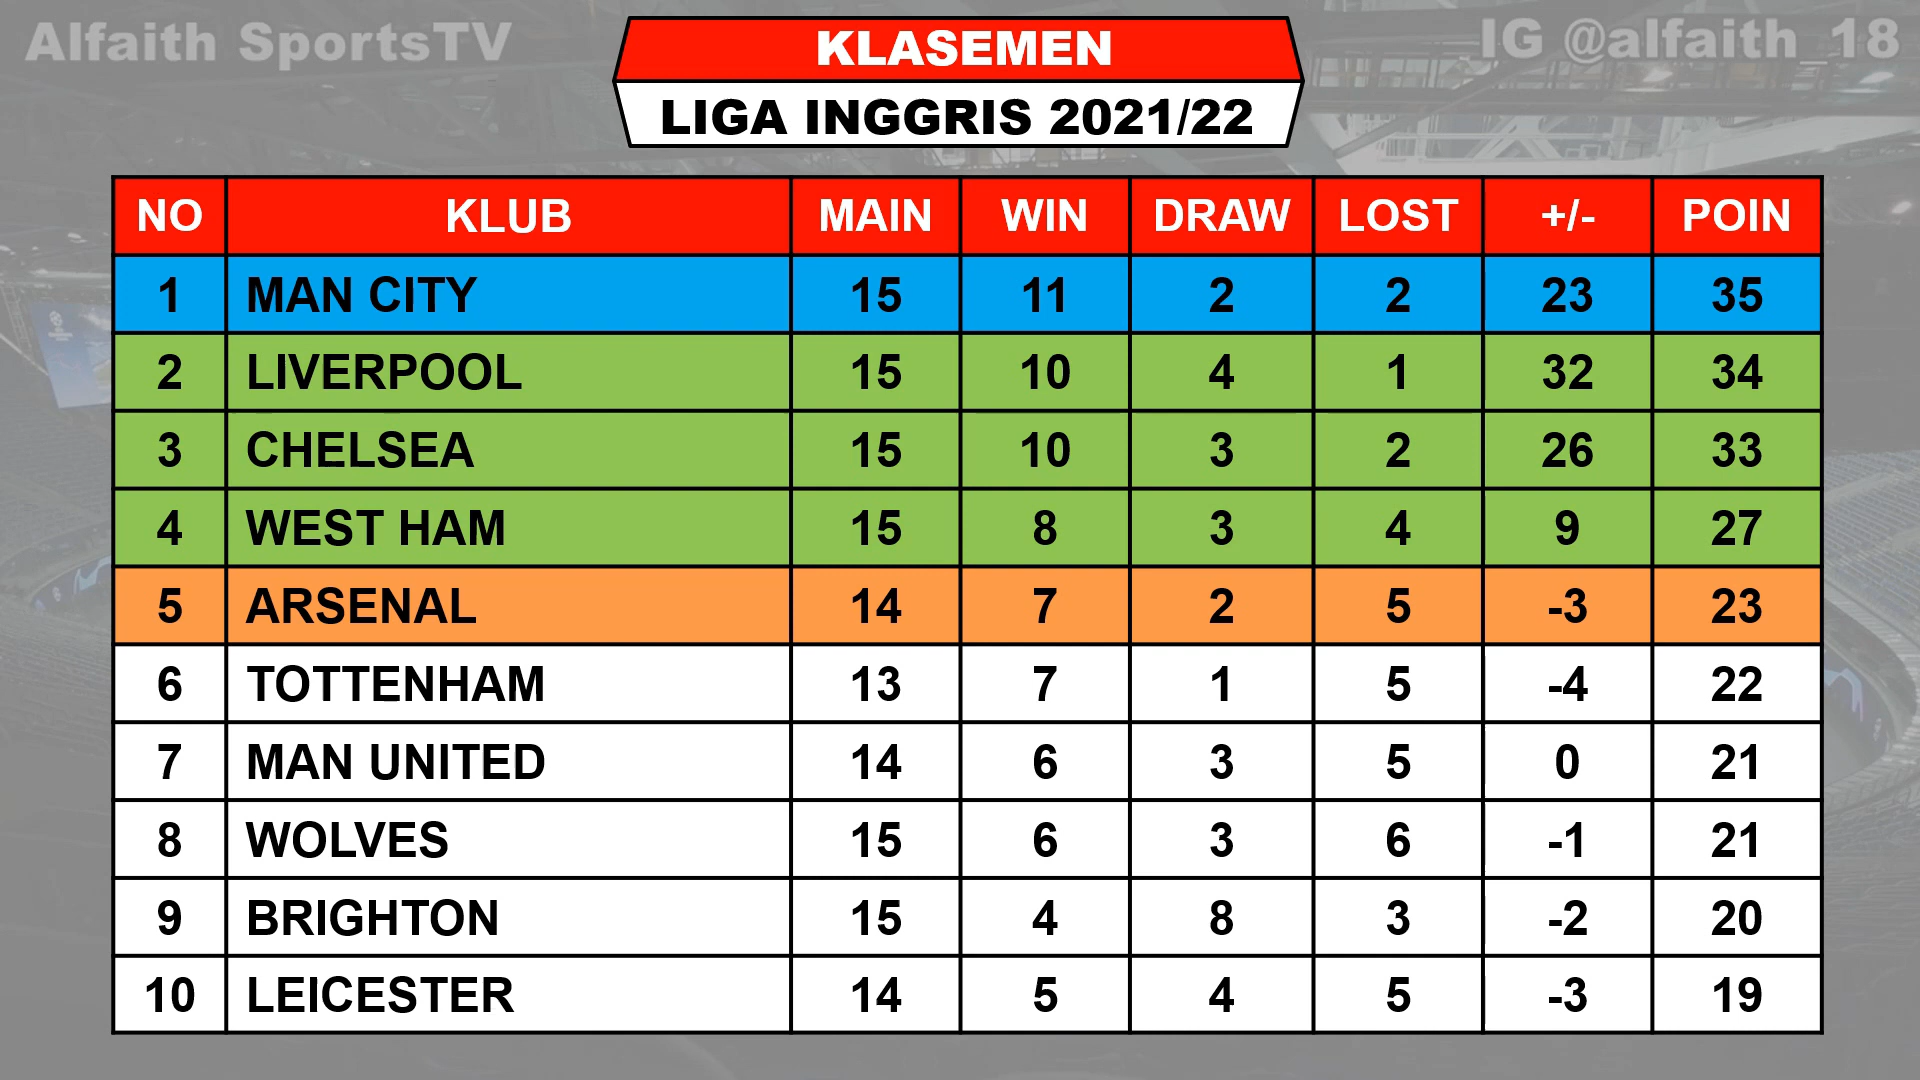 Alfaith SportsTV
KLASEMEN
IG @alfaith_18
LIGA INGGRIS 2021/22
NO KLUB MAIN WIN DRAW LOST +/- POIN
1 MAN CITY 15 11 2 2 23 35
2 LIVERPOOL 15 10 4 1 32 34
3 CHELSEA 15 10 3 2 26 33
4 WEST HAM 15 8 3 4 9 27
5 ARSENAL 14 7 2 5 -3 23
6 TOTTENHAM 13 7 1 5 -4 22
7 MAN UNITED 14 6 3 5 0 21
8 WOLVES 15 6 3 6 -1 21
9 BRIGHTON 15 4 8 3 -2 20
10 LEICESTER 14 5 4 5 -3 19